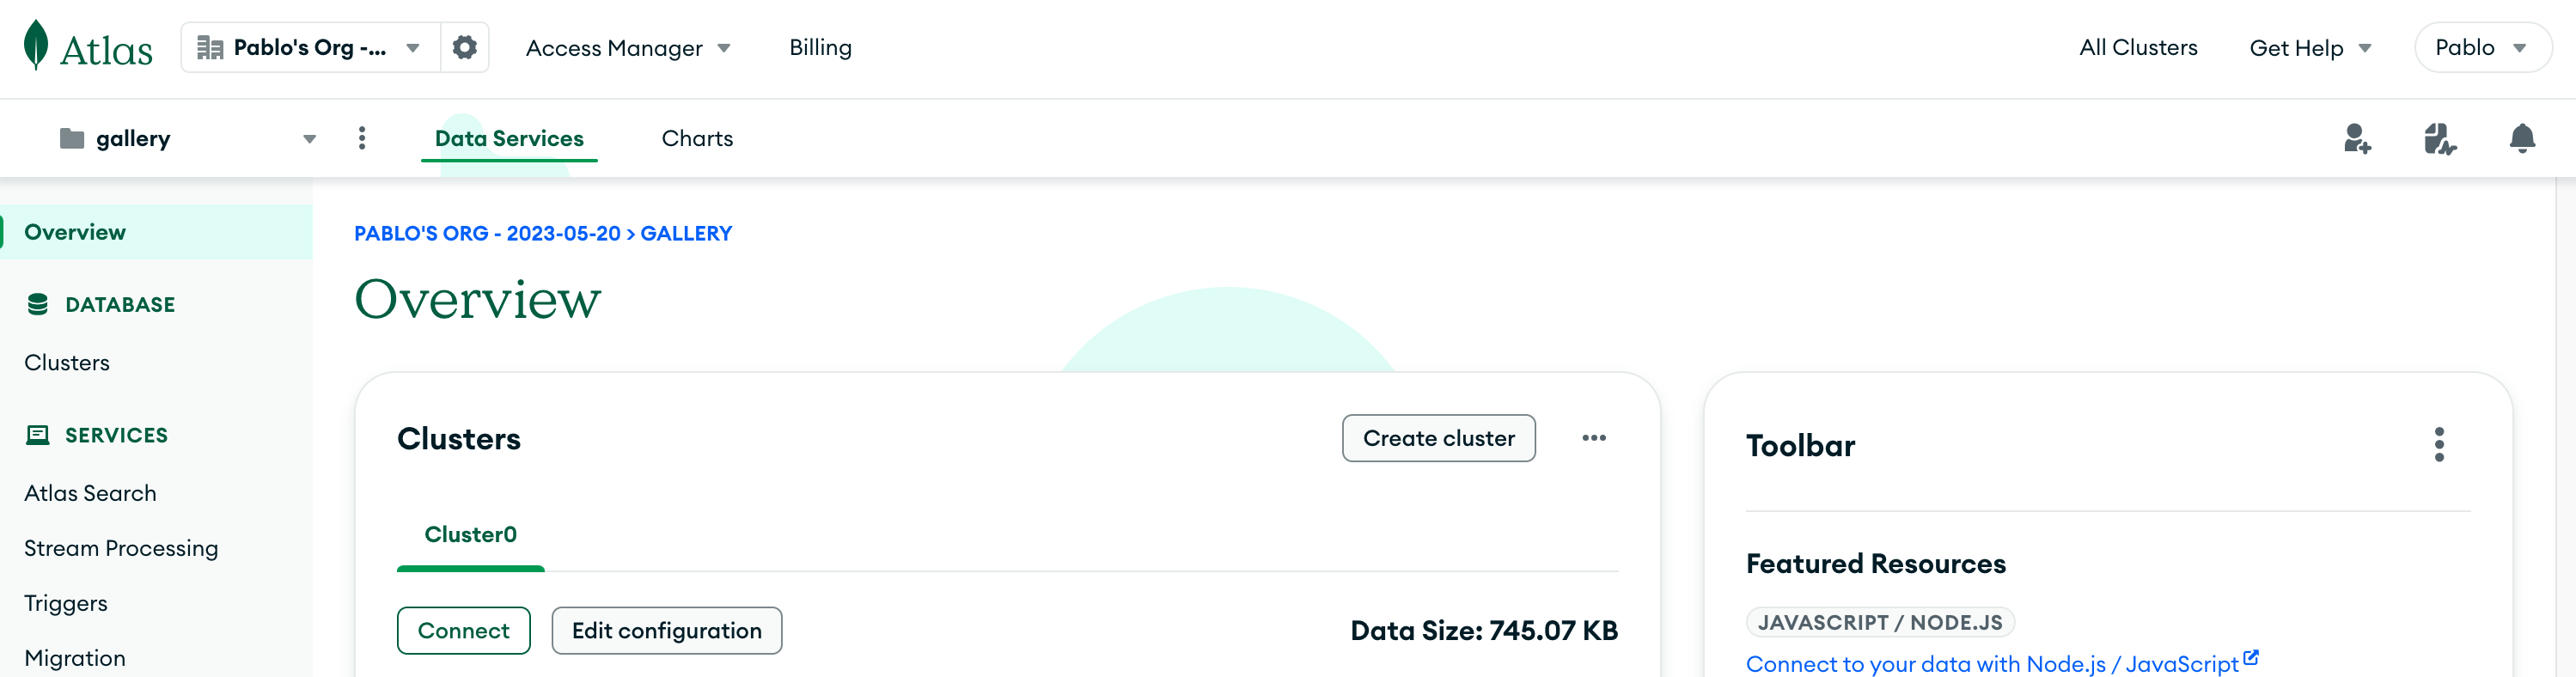 Atlas
Pablo's Org -...
Access Manager
Billing
All Clusters
Get Help
Pablo
gallery
Data Services
Charts
Overview
DATABASE
Clusters
SERVICES
Atlas Search
Stream Processing
Triggers
Migration
PABLO'S ORG - 2023-05-20 > GALLERY
Overview
Clusters
Create cluster
Cluster0
Connect
Edit configuration
Data Size: 745.07 KB
Toolbar
Featured Resources
JAVASCRIPT / NODE.JS
Connect to your data with Node.js / JavaScript